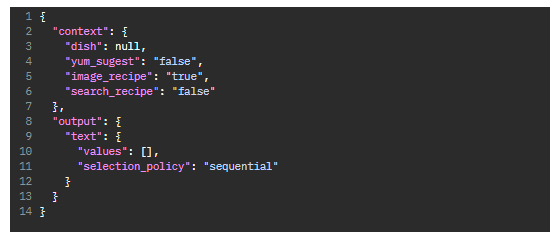 1 {
2   "context": {
3     "dish": null,
4     "yum_sugest": "false",
5     "image_recipe": "true",
6     "search_recipe": "false"
7   },
8   "output": {
9     "text": {
10       "values": [],
11       "selection_policy": "sequential"
12     }
13   }
14 }